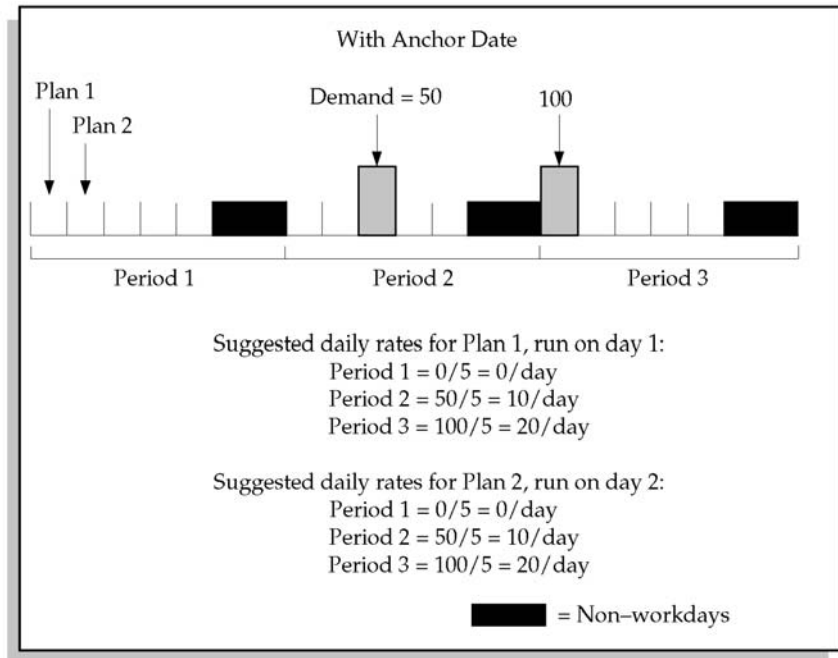 With Anchor Date
Plan 1
Plan 2
Demand = 50
100
Period 1
Period 2
Period 3
Suggested daily rates for Plan 1, run on day 1:
Period 1 = 0/5 = 0/day
Period 2 = 50/5 = 10/day
Period 3 = 100/5 = 20/day
Suggested daily rates for Plan 2, run on day 2:
Period 1 = 0/5 = 0/day
Period 2 = 50/5 = 10/day
Period 3 = 100/5 = 20/day
= Non–workdays